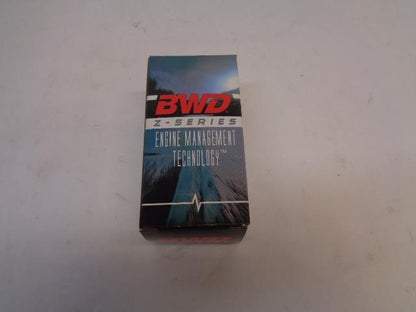 BWD
Z-SERIES
ENGINE MANAGEMENT
TECHNOLOGY™